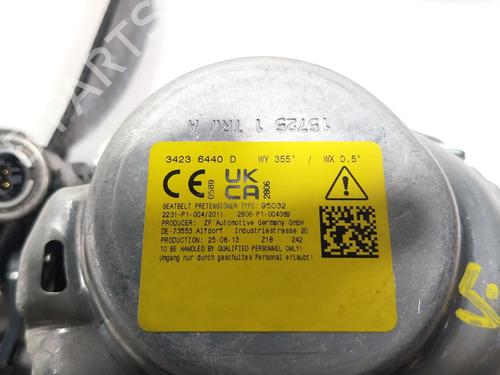 15725 1 TRW A
3423 6440 D WY 355° / WX 0.5°
CE 0589 UK CA 2806
SEATBELT PRETENSIONER TYPE: 95032
2231-P1-004/2011 2806-P1-004369
PRODUCER: ZF Automotive Germany GmbH
DE-73553 Alfdorf Industriestrasse 20
PRODUCTION: 25-06-13 Z18 242
TO BE HANDLED BY QUALIFIED PERSONNEL ONLY!
(Umgang nur durch geschultes Personal erlaubt)